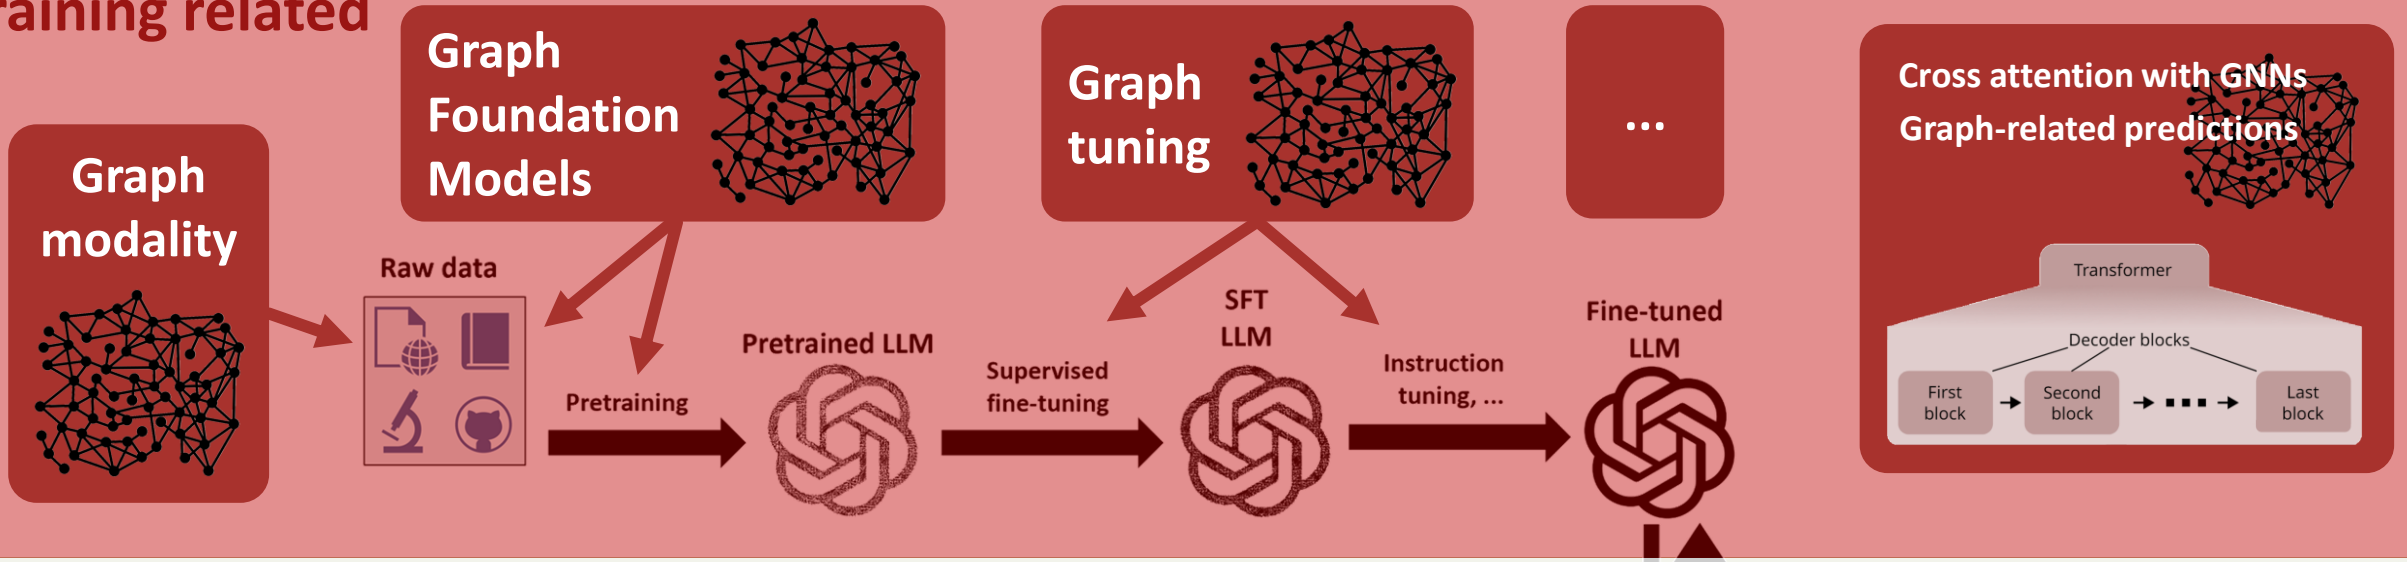 raining related
Graph
modality
Graph
Foundation
Models
Graph
tuning
...
Cross attention with GNNs
Graph-related predictions
Raw data
Pretraining
Pretrained LLM
Supervised
fine-tuning
SFT
LLM
Instruction
tuning, ...
Fine-tuned
LLM
Transformer
Decoder blocks
First
block
Second
block
Last
block